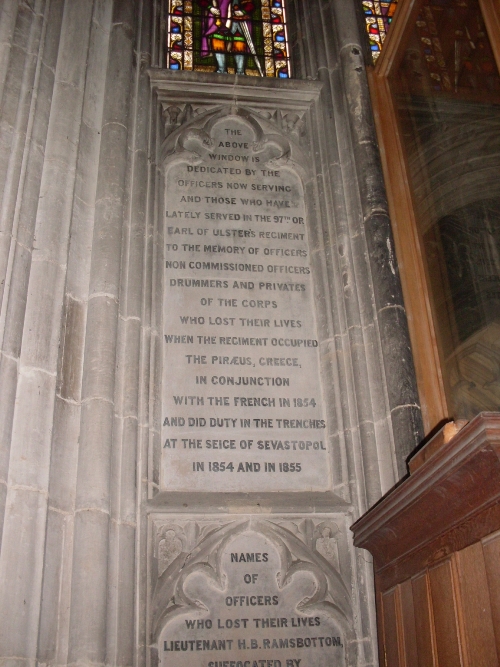 THE
ABOVE
WINDOW IS
DEDICATED BY THE
OFFICERS NOW SERVING
AND THOSE WHO HAVE
LATELY SERVED IN THE 97TH OR
EARL OF ULSTER'S REGIMENT
TO THE MEMORY OF OFFICERS
NON COMMISSIONED OFFICERS
DRUMMERS AND PRIVATES
OF THE CORPS
WHO LOST THEIR LIVES
WHEN THE REGIMENT OCCUPIED
THE PIRÆUS, GREECE,
IN CONJUNCTION
WITH THE FRENCH IN 1854
AND DID DUTY IN THE TRENCHES
AT THE SEICE OF SEVASTOPOL
IN 1854 AND IN 1855
NAMES
OF
OFFICERS
WHO LOST THEIR LIVES
LIEUTENANT H.B. RAMSBOTTOM,
SUFFOCATED BY